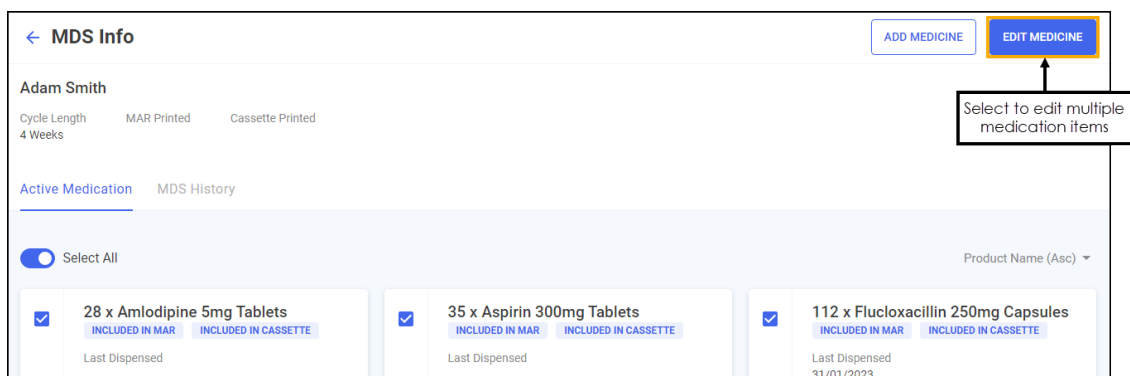 MDS Info
ADD MEDICINE
EDIT MEDICINE
Select to edit multiple
medication items
Adam Smith
Cycle Length MAR Printed Cassette Printed
4 Weeks
Active Medication MDS History
Select All
Product Name (Asc)
28 x Amlodipine 5mg Tablets
INCLUDED IN MAR INCLUDED IN CASSETTE
Last Dispensed
35 x Aspirin 300mg Tablets
INCLUDED IN MAR INCLUDED IN CASSETTE
Last Dispensed
112 x Flucloxacillin 250mg Capsules
INCLUDED IN MAR INCLUDED IN CASSETTE
Last Dispensed
31/01/2023